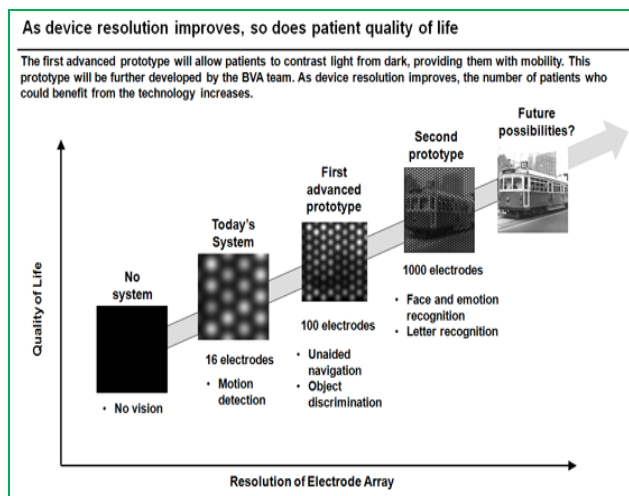 As device resolution improves, so does patient quality of life
The first advanced prototype will allow patients to contrast light from dark, providing them with mobility. This
prototype will be further developed by the BVA team. As device resolution improves, the number of patients who
could benefit from the technology increases.
Future
possibilities?
Second
prototype
First
advanced
prototype
Today's
System
No
system
1000 electrodes
• Face and emotion
recognition
• Letter recognition
100 electrodes
• Unaided
navigation
• Object
discrimination
16 electrodes
• Motion
detection
• No vision
Quality of Life
Resolution of Electrode Array